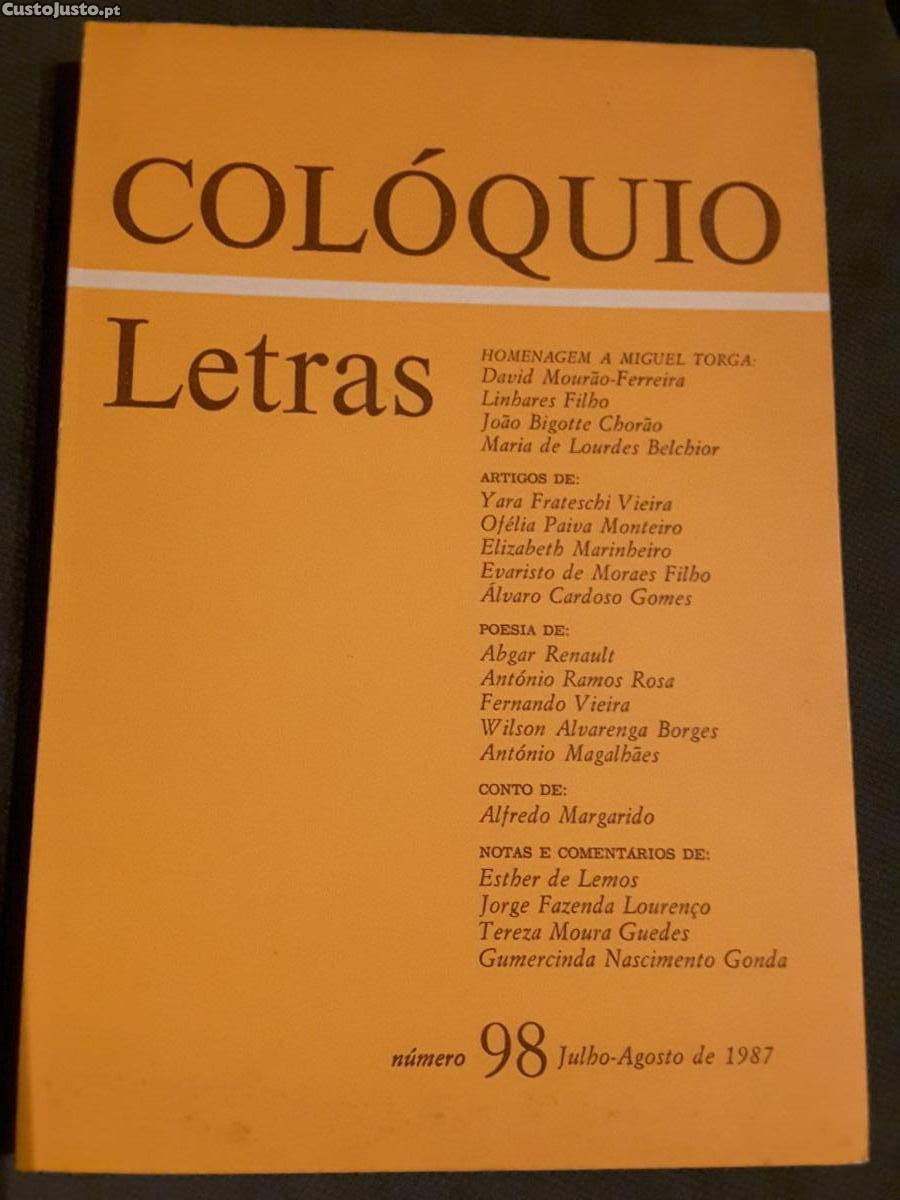 CustoJusto.pt
COLÓQUIO
Letras
HOMENAGEM A MIGUEL TORGA:
David Mourão-Ferreira
Linhares Filho
João Bigotte Chorão
Maria de Lourdes Belchior
ARTIGOS DE:
Yara Frateschi Vieira
Ofélia Paiva Monteiro
Elizabeth Marinheiro
Evaristo de Moraes Filho
Álvaro Cardoso Gomes
POESIA DE:
Abgar Renault
António Ramos Rosa
Fernando Vieira
Wilson Alvarenga Borges
António Magalhães
CONTO DE:
Alfredo Margarido
NOTAS E COMENTÁRIOS DE:
Esther de Lemos
Jorge Fazenda Lourenço
Tereza Moura Guedes
Gumercinda Nascimento Gonda
número 98 Julho-Agosto de 1987